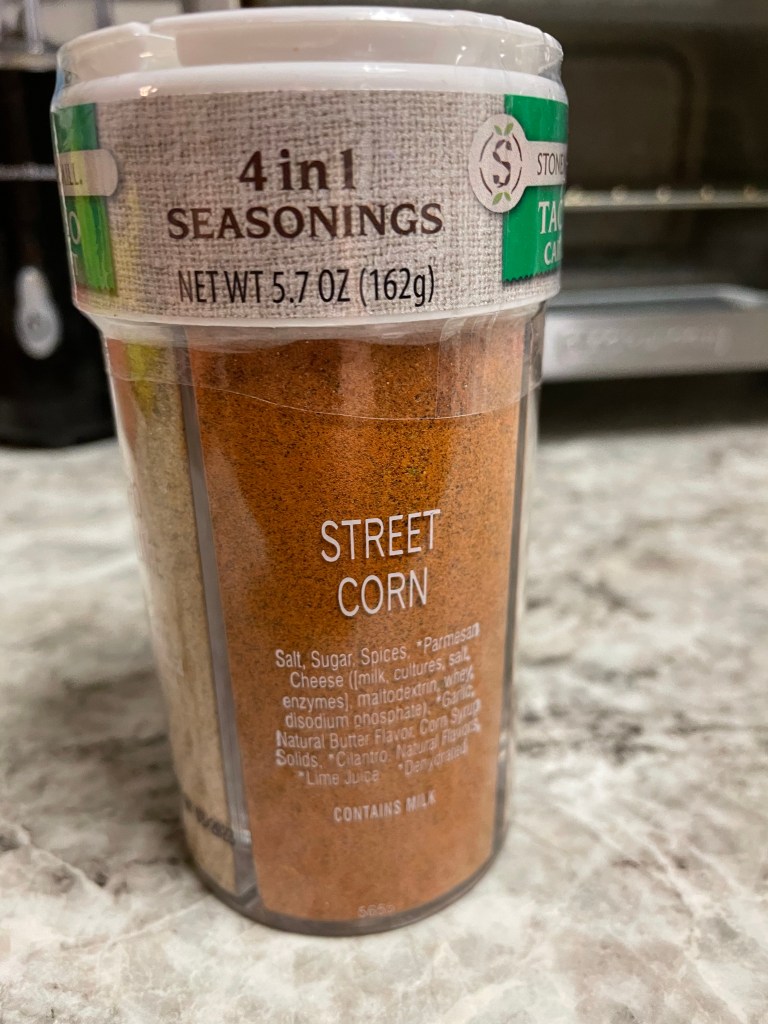 4 in 1
SEASONINGS
NET WT 5.7 OZ (162g)
S
STREET
CORN
Salt, Sugar, Spices, *Parmesan
Cheese ([milk, cultures, salt,
enzymes], maltodextrin, whey,
disodium phosphate), *Garlic,
Natural Butter Flavor, Corn Syrup
Solids, *Cilantro, Natural Flavors,
*Lime Juice *Dehydrated
CONTAINS MILK